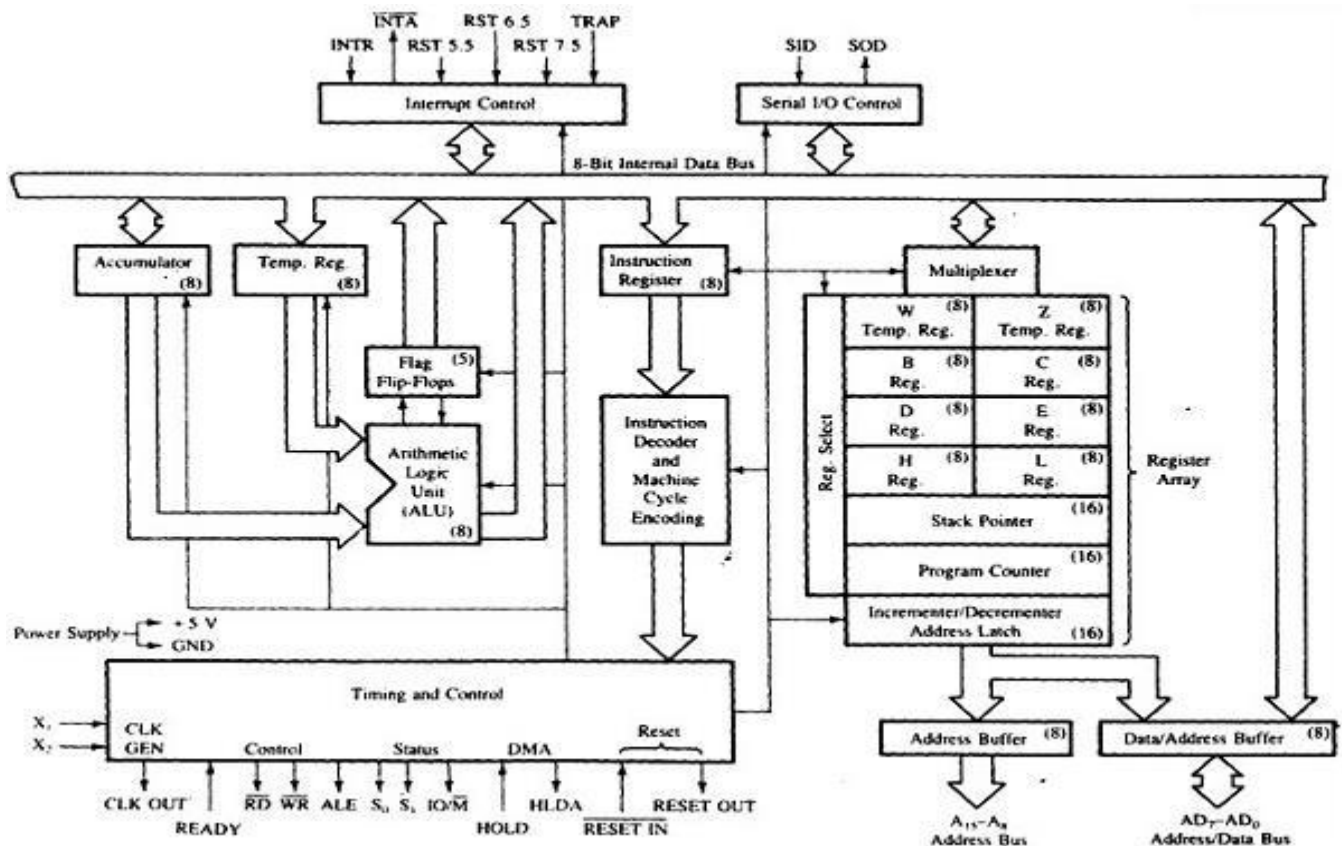 INTA RST 6.5 TRAP
INTR RST 5.5 RST 7.5
SID SOD
Interrupt Control
Serial I/O Control
8-Bit Internal Data Bus
Accumulator
(8)
Temp. Reg.
(8)
Instruction
Register
(8)
Multiplexer
Flag
(5)
Flip-Flops
Arithmetic
Logic
Unit
(ALU)
(8)
Instruction
Decoder
and
Machine
Cycle
Encoding
Reg. Select
W (8) Z (8)
Temp. Reg. Temp. Reg.
B (8) C (8)
Reg. Reg.
D (8) E (8)
Reg. Reg.
H (8) L (8)
Reg. Reg.
(16)
Stack Pointer
(16)
Program Counter
Incrementer/Decrementer
Address Latch (16)
Register
Array
Power Supply
+5 V
GND
Timing and Control
X₁
X₂
CLK
GEN
Control
Status
DMA
Reset
CLK OUT
READY
RD WR ALE S₀ S₁ IO/M
HOLD
HLDA
RESET IN
RESET OUT
Address Buffer (8)
Data/Address Buffer (8)
A₁₅–A₈
Address Bus
AD₇–AD₀
Address/Data Bus